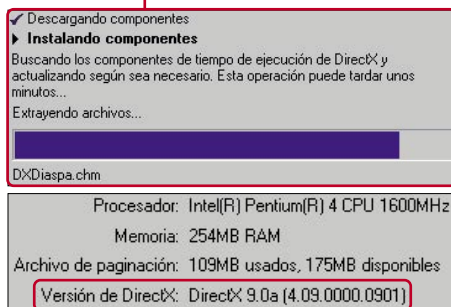 Descargando componentes
Instalando componentes
Buscando los componentes de tiempo de ejecución de DirectX y
actualizando según sea necesario. Esta operación puede tardar unos
minutos...
Extrayendo archivos...
DXDiaspa.chm
Procesador: Intel(R) Pentium(R) 4 CPU 1600MHz
Memoria: 254MB RAM
Archivo de paginación: 109MB usados, 175MB disponibles
Versión de DirectX: DirectX 9.0a (4.09.0000.0901)